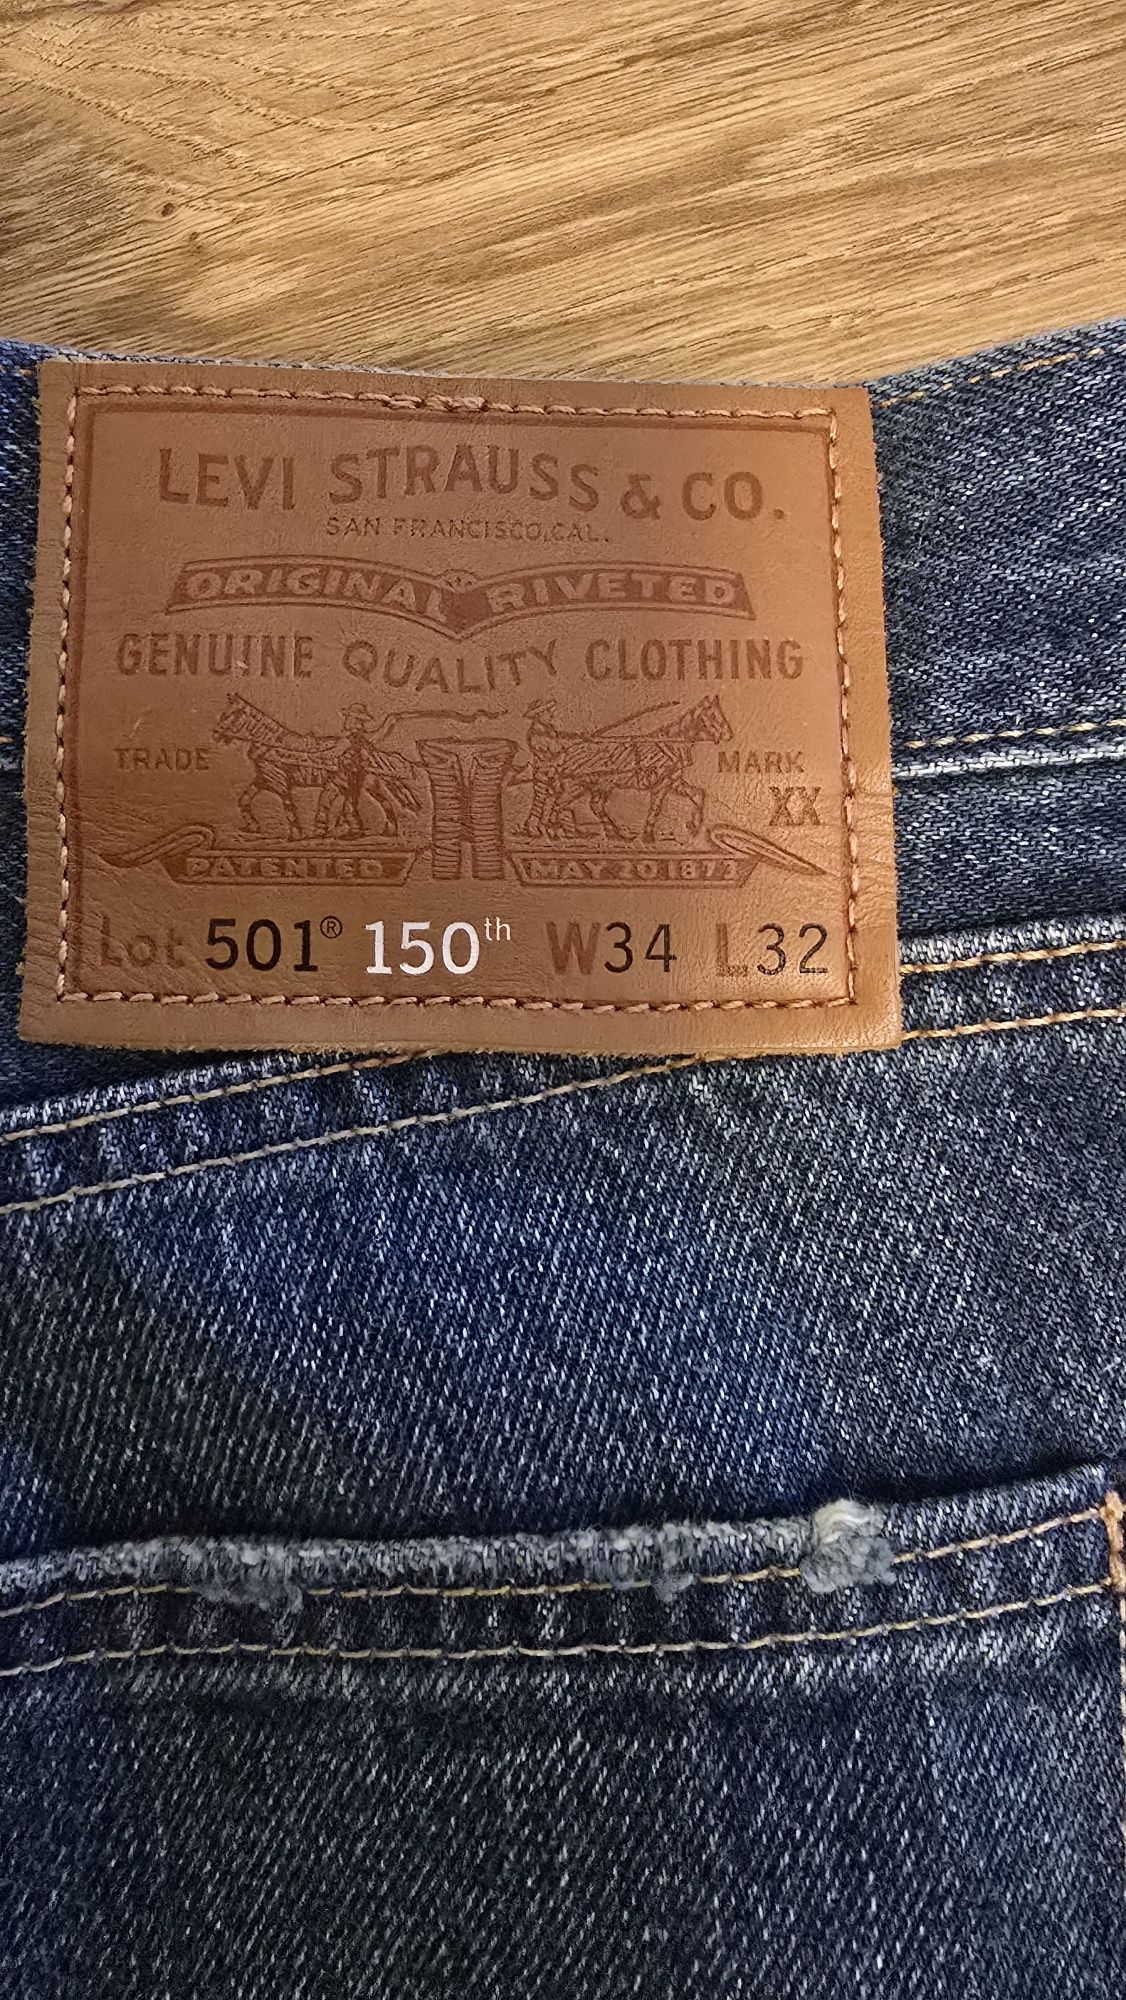 LEVI STRAUSS & CO.
SAN FRANCISCO, CAL.
ORIGINAL RIVETED
GENUINE QUALITY CLOTHING
TRADE MARK
XX
PATENTED MAY 20 1873
Lot 501® 150th W34 L32